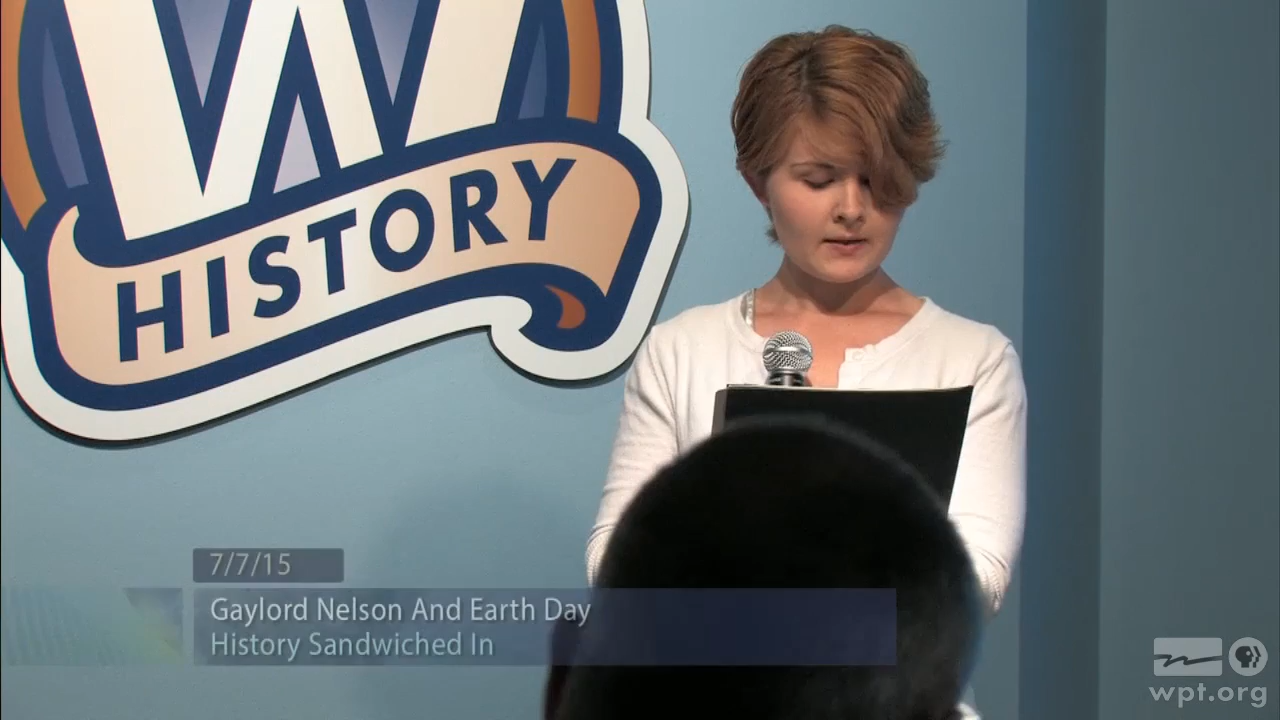 W
HISTORY
7/7/15
Gaylord Nelson And Earth Day
History Sandwiched In
wpt.org